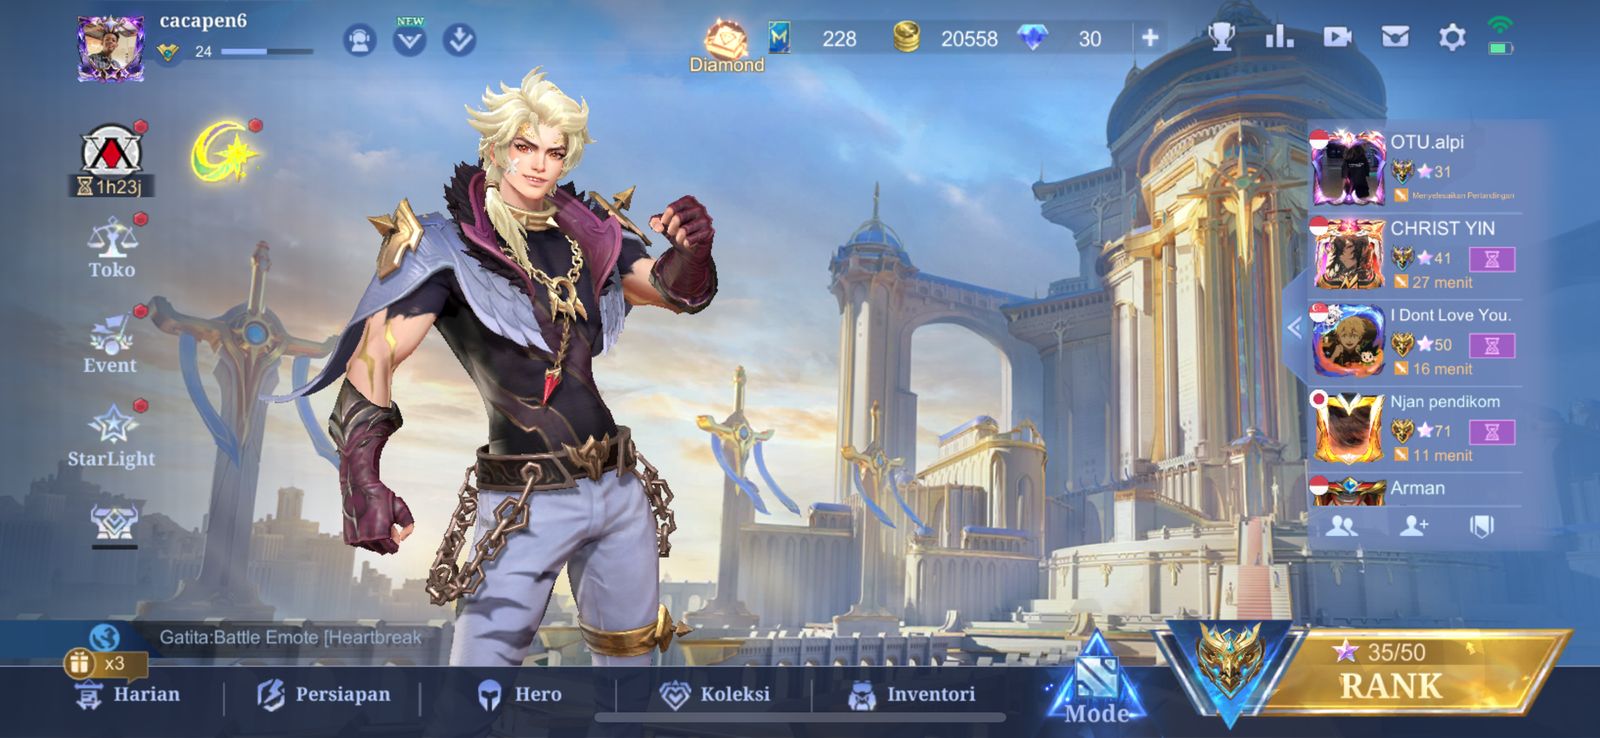 cacapen6
24
NEW
Diamond
228
20558
30
1h23j
Toko
Event
StarLight
OTU.alpi
31
Menyelesaikan Pertandingan
CHRIST YIN
41
27 menit
I Dont Love You.
50
16 menit
Njan pendikom
71
11 menit
Arman
Gatita:Battle Emote [Heartbreak
x3
Harian
Persiapan
Hero
Koleksi
Inventori
Mode
35/50
RANK